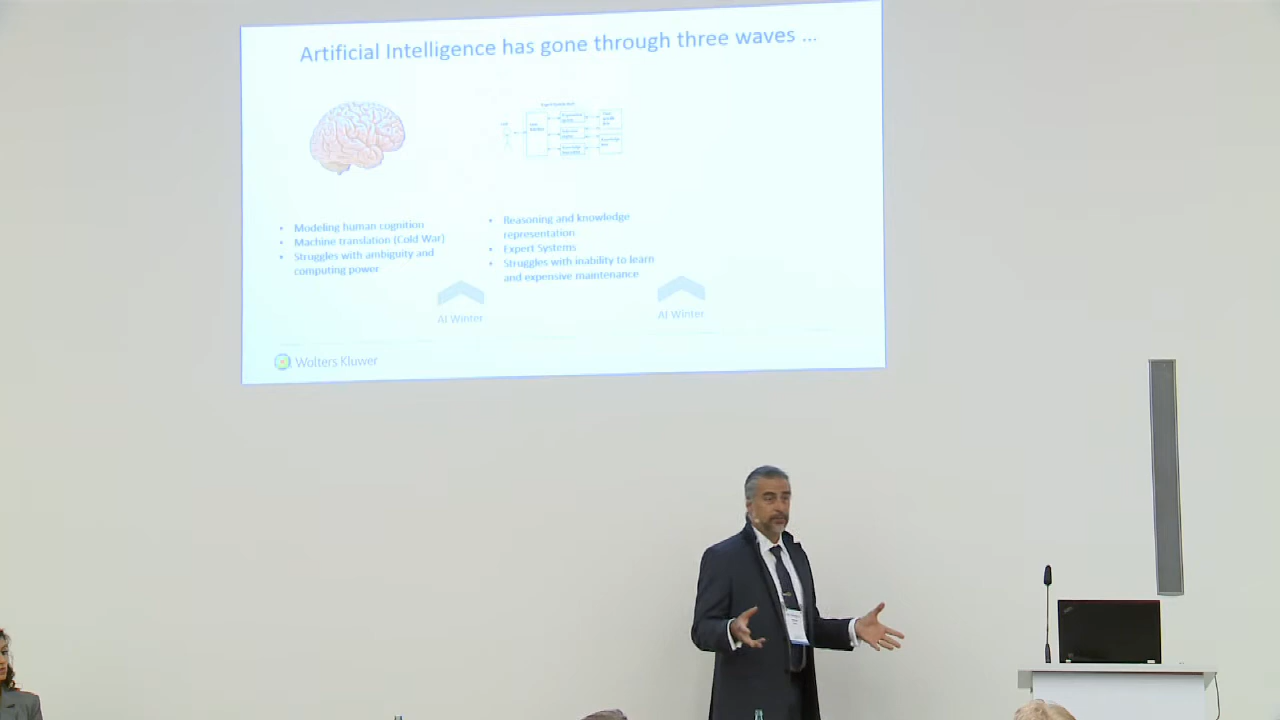 Artificial Intelligence has gone through three waves ...
Modeling human cognition
Machine translation (Cold War)
Struggles with ambiguity and
computing power
Reasoning and knowledge
representation
Expert Systems
Struggles with inability to learn
and expensive maintenance
AI Winter
AI Winter
Wolters Kluwer